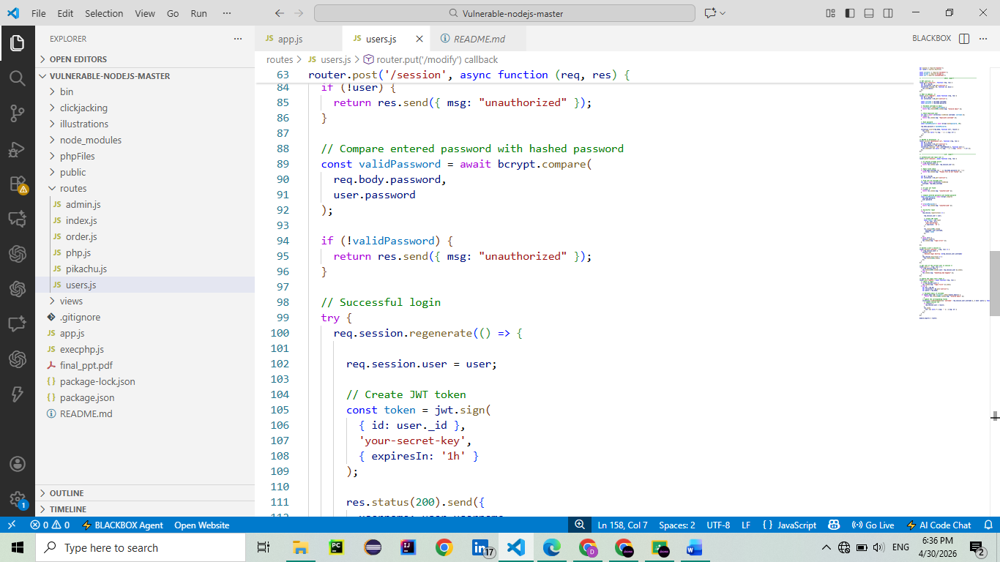 File Edit Selection View Go Run ··· Vulnerable-nodejs-master
EXPLORER ···
OPEN EDITORS
VULNERABLE-NODEJS-MASTER
bin
clickjacking
illustrations
node_modules
phpFiles
public
routes
JS admin.js
JS index.js
JS order.js
JS php.js
JS pikachu.js
JS users.js
views
.gitignore
JS app.js
JS execphp.js
final_ppt.pdf
{} package-lock.json
{} package.json
README.md
OUTLINE
TIMELINE
1
JS app.js JS users.js README.md BLACKBOX ···
routes > JS users.js > router.put('/modify') callback
63 router.post('/session', async function (req, res) {
84 if (!user) {
85 return res.send({ msg: "unauthorized" });
86 }
87
88 // Compare entered password with hashed password
89 const validPassword = await bcrypt.compare(
90 req.body.password,
91 user.password
92 );
93
94 if (!validPassword) {
95 return res.send({ msg: "unauthorized" });
96 }
97
98 // Successful login
99 try {
100 req.session.regenerate(() => {
101
102 req.session.user = user;
103
104 // Create JWT token
105 const token = jwt.sign(
106 { id: user._id },
107 'your-secret-key',
108 { expiresIn: '1h' }
109 );
110
111 res.status(200).send({
0 0 BLACKBOX Agent Open Website Ln 158, Col 7 Spaces: 2 UTF-8 LF {} JavaScript Go Live AI Code Chat
Type here to search 17 ENG 6:36 PM
4/30/2026 2